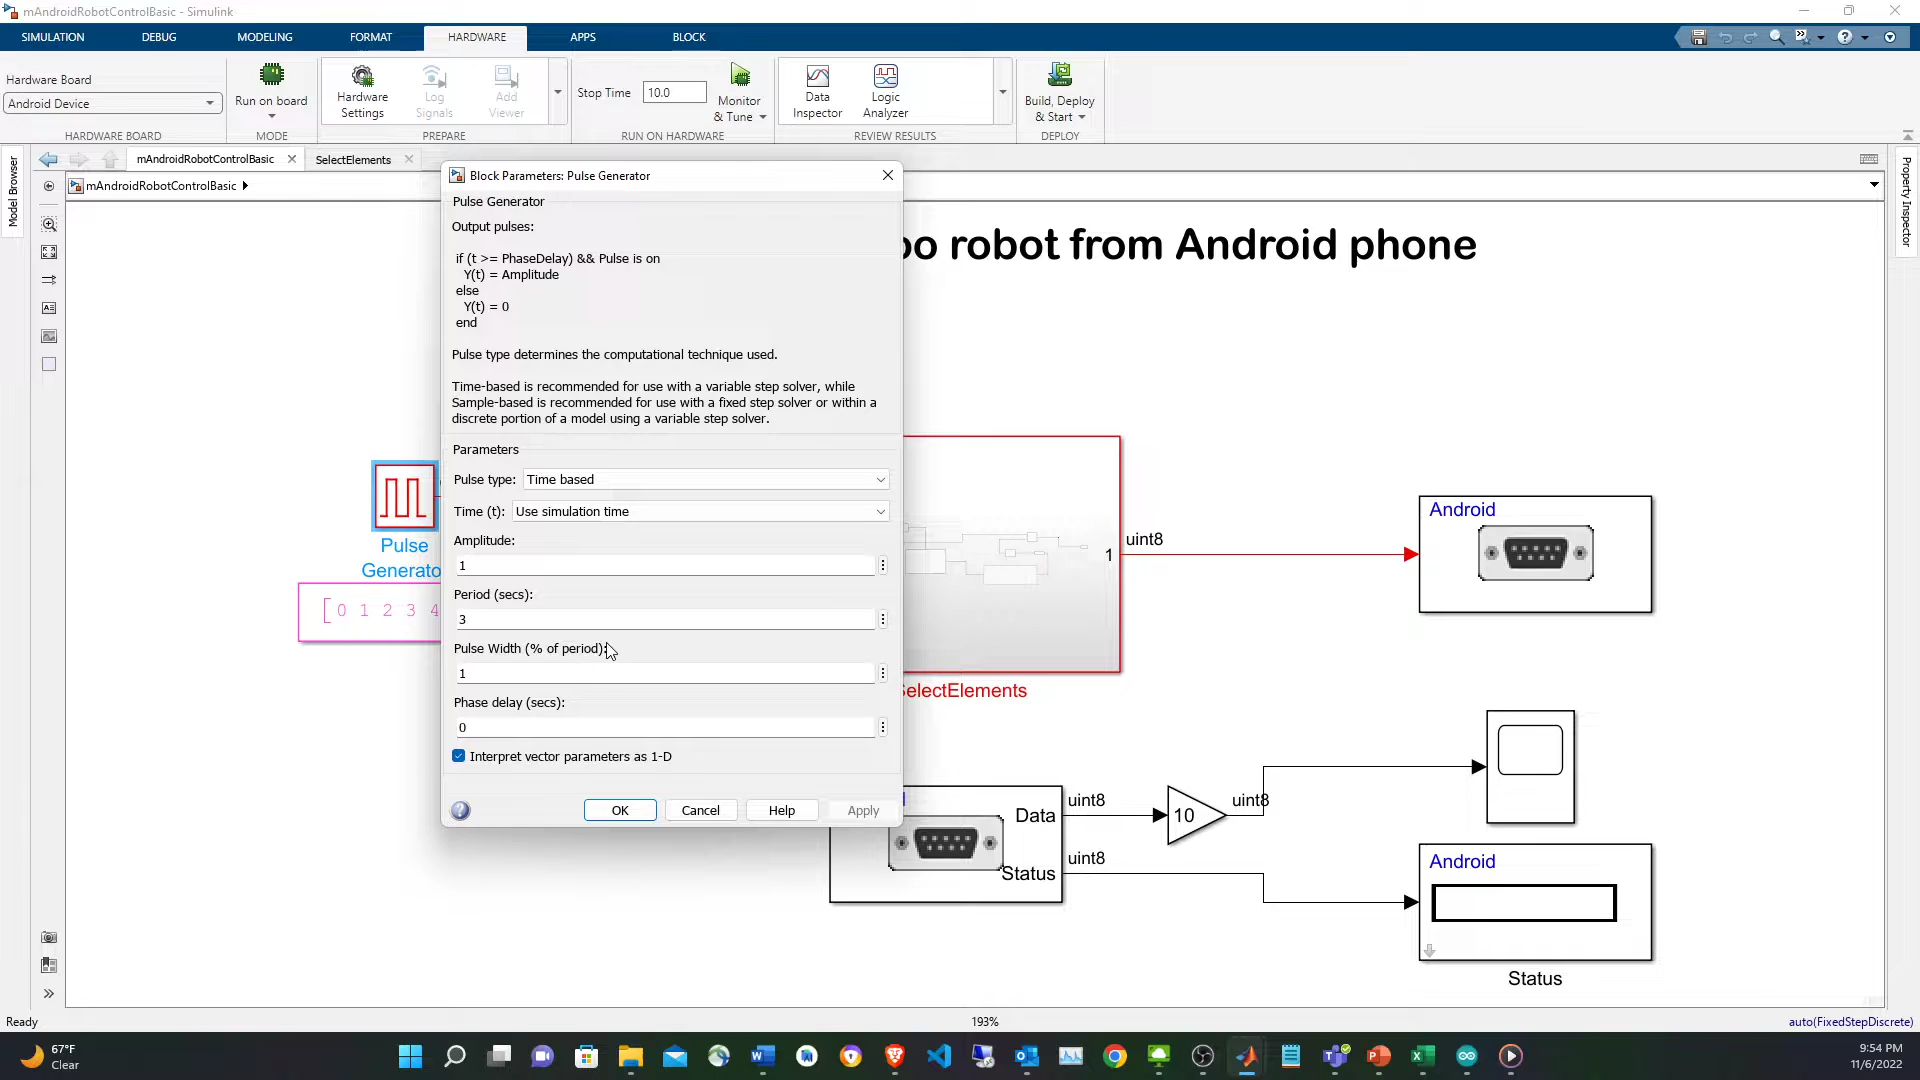 mAndroidRobotControlBasic - Simulink
SIMULATION
DEBUG
MODELING
FORMAT
HARDWARE
APPS
BLOCK
Hardware Board
Android Device
HARDWARE BOARD
Run on board
MODE
Hardware
Settings
Log
Signals
Add
Viewer
PREPARE
Stop Time
10.0
Monitor
& Tune
RUN ON HARDWARE
Data
Inspector
Logic
Analyzer
REVIEW RESULTS
Build, Deploy
& Start
DEPLOY
Model Browser
mAndroidRobotControlBasic
SelectElements
mAndroidRobotControlBasic
Property Inspector
Block Parameters: Pulse Generator
Pulse Generator
Output pulses:
if (t >= PhaseDelay) && Pulse is on
Y(t) = Amplitude
else
Y(t) = 0
end
Pulse type determines the computational technique used.
Time-based is recommended for use with a variable step solver, while
Sample-based is recommended for use with a fixed step solver or within a
discrete portion of a model using a variable step solver.
Parameters
Pulse type: Time based
Time (t): Use simulation time
Amplitude:
1
Period (secs):
3
Pulse Width (% of period):
1
Phase delay (secs):
0
Interpret vector parameters as 1-D
OK
Cancel
Help
Apply
oo robot from Android phone
Pulse
Generato
[0 1 2 3 4
1
uint8
SelectElements
Android
Data
Status
uint8
uint8
10
uint8
Android
Status
Ready
193%
auto(FixedStepDiscrete)
67°F
Clear
9:54 PM
11/6/2022